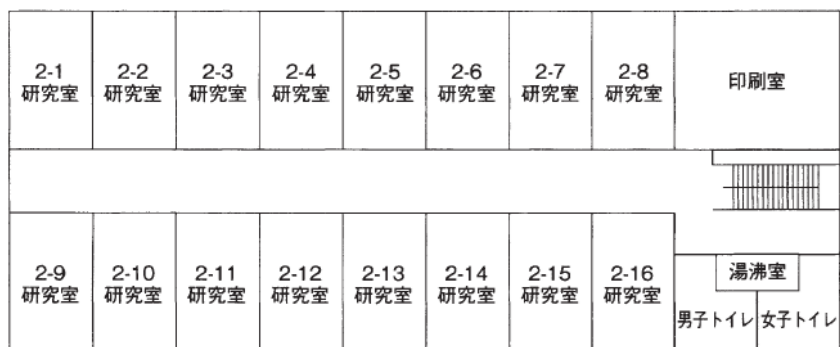 2-1
研究室
2-2
研究室
2-3
研究室
2-4
研究室
2-5
研究室
2-6
研究室
2-7
研究室
2-8
研究室
印刷室
2-9
研究室
2-10
研究室
2-11
研究室
2-12
研究室
2-13
研究室
2-14
研究室
2-15
研究室
2-16
研究室
湯沸室
男子トイレ
女子トイレ